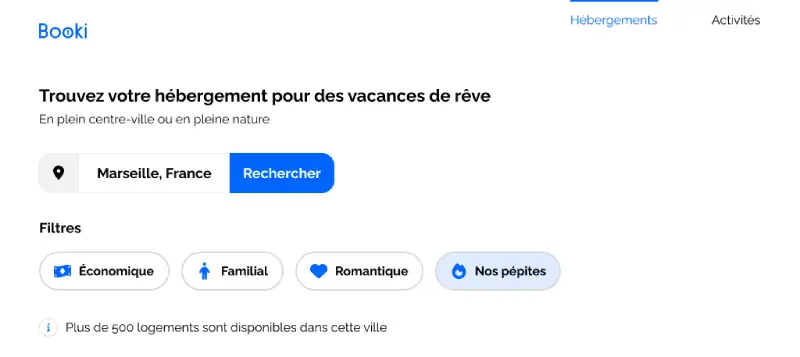 Booki
Hébergements
Activités
Trouvez votre hébergement pour des vacances de rêve
En plein centre-ville ou en pleine nature
Marseille, France
Rechercher
Filtres
Économique
Familial
Romantique
Nos pépites
i
Plus de 500 logements sont disponibles dans cette ville